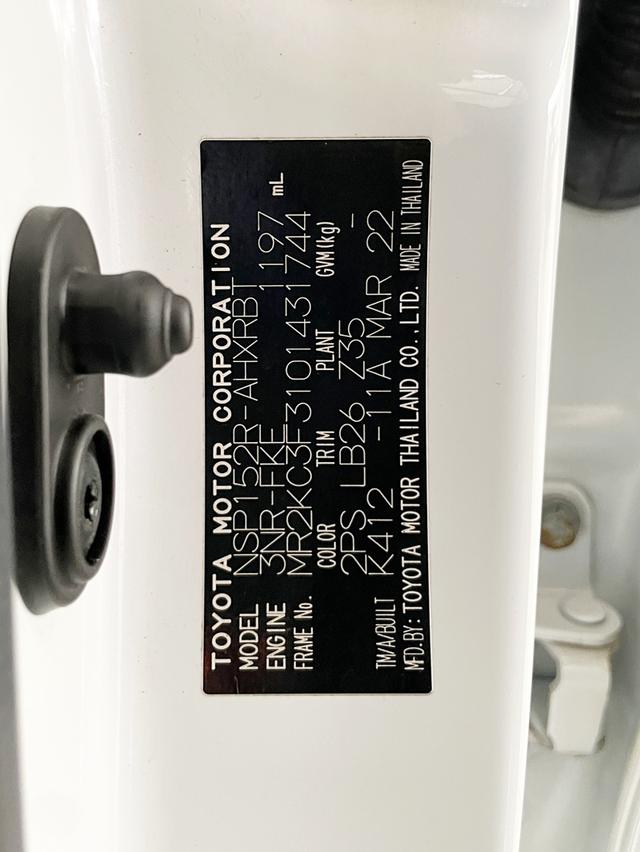 TOYOTA MOTOR CORPORATION
MODEL NSP152R-AHXRBT
ENGINE 3NR-FKE 1197 mL
FRAME No. MR2KC3F3101431744
COLOR TRIM PLANT GVM(kg)
2PS LB26 Z35 -
TM/A/BUILT K412 -11A MAR 22
MFD.BY: TOYOTA MOTOR THAILAND CO.,LTD. MADE IN THAILAND